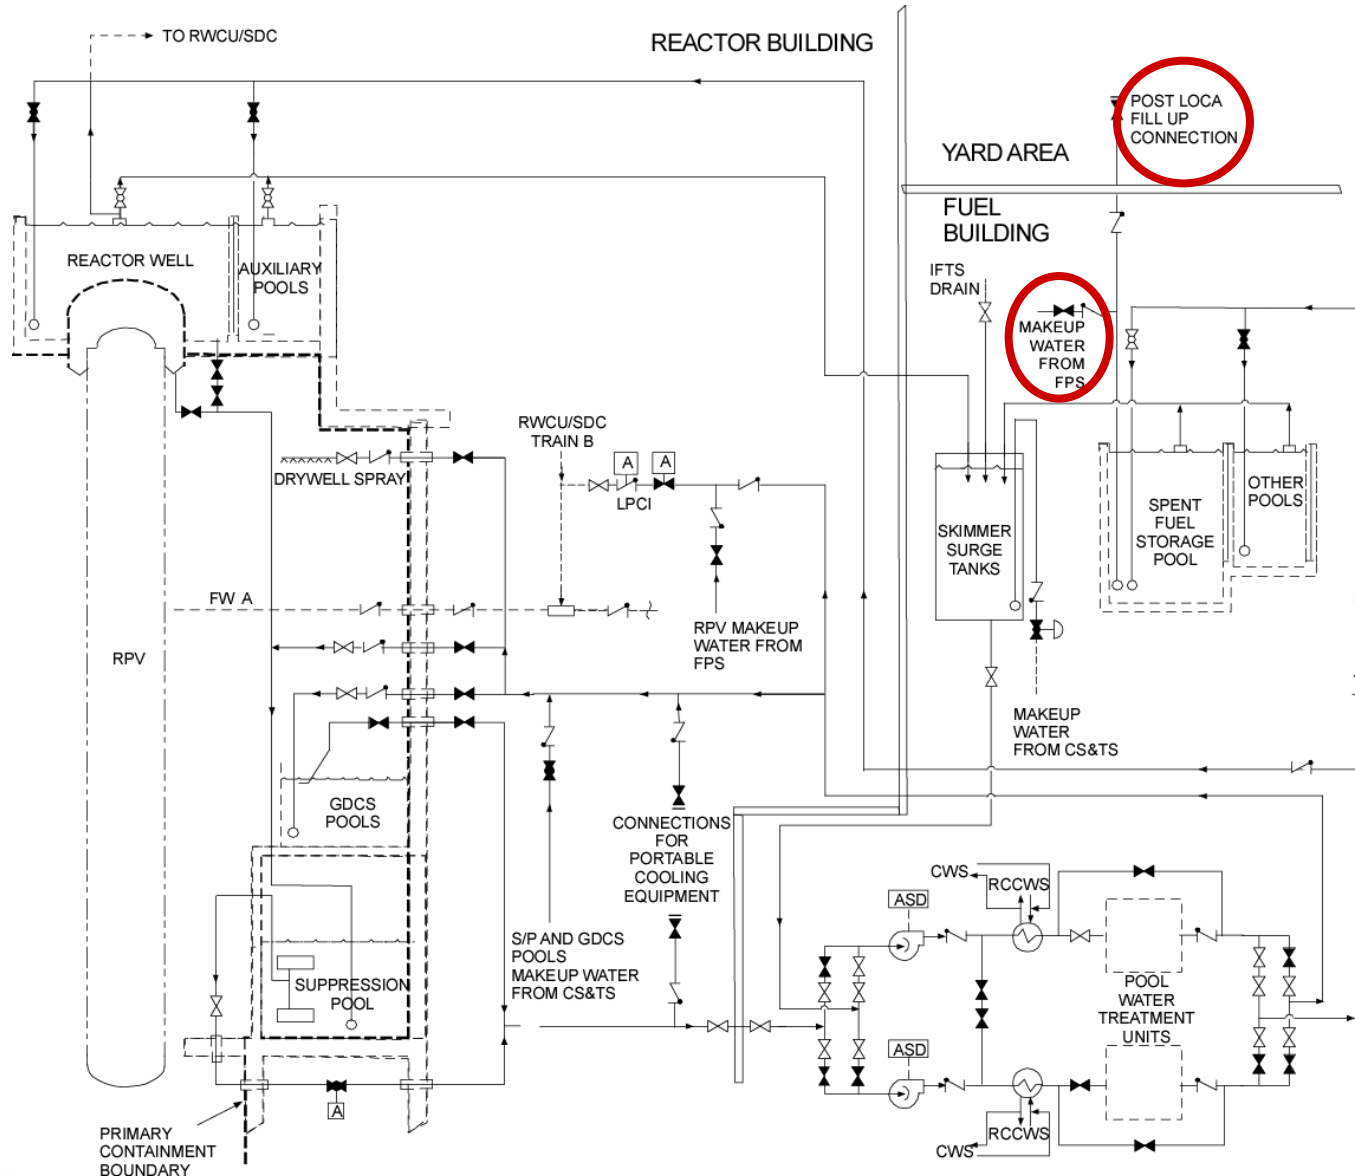 TO RWCU/SDC
REACTOR BUILDING
POST LOCA
FILL UP
CONNECTION
YARD AREA
FUEL
BUILDING
REACTOR WELL
AUXILIARY
POOLS
IFTS
DRAIN
MAKEUP
WATER
FROM
FPS
RWCU/SDC
TRAIN B
A
A
LPCI
DRYWELL SPRAY
SKIMMER
SURGE
TANKS
SPENT
FUEL
STORAGE
POOL
OTHER
POOLS
FW A
RPV
RPV MAKEUP
WATER FROM
FPS
MAKEUP
WATER
FROM CS&TS
GDCS
POOLS
CONNECTIONS
FOR
PORTABLE
COOLING
EQUIPMENT
CWS
RCCWS
ASD
S/P AND GDCS
POOLS
MAKEUP WATER
FROM CS&TS
SUPPRESSION
POOL
POOL
WATER
TREATMENT
UNITS
ASD
A
RCCWS
CWS
PRIMARY
CONTAINMENT
BOUNDARY